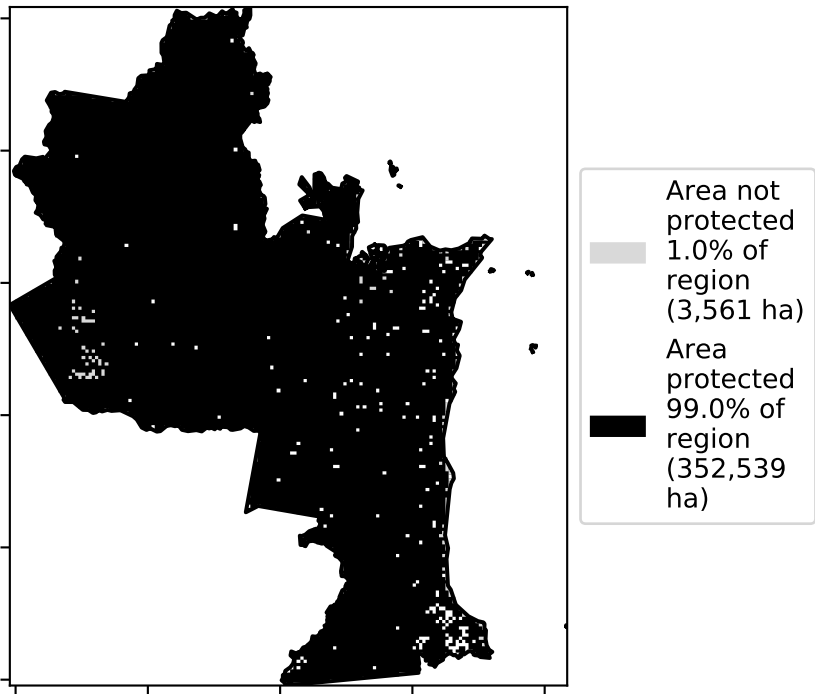 Area not
protected
1.0% of
region
(3,561 ha)
Area
protected
99.0% of
region
(352,539
ha)